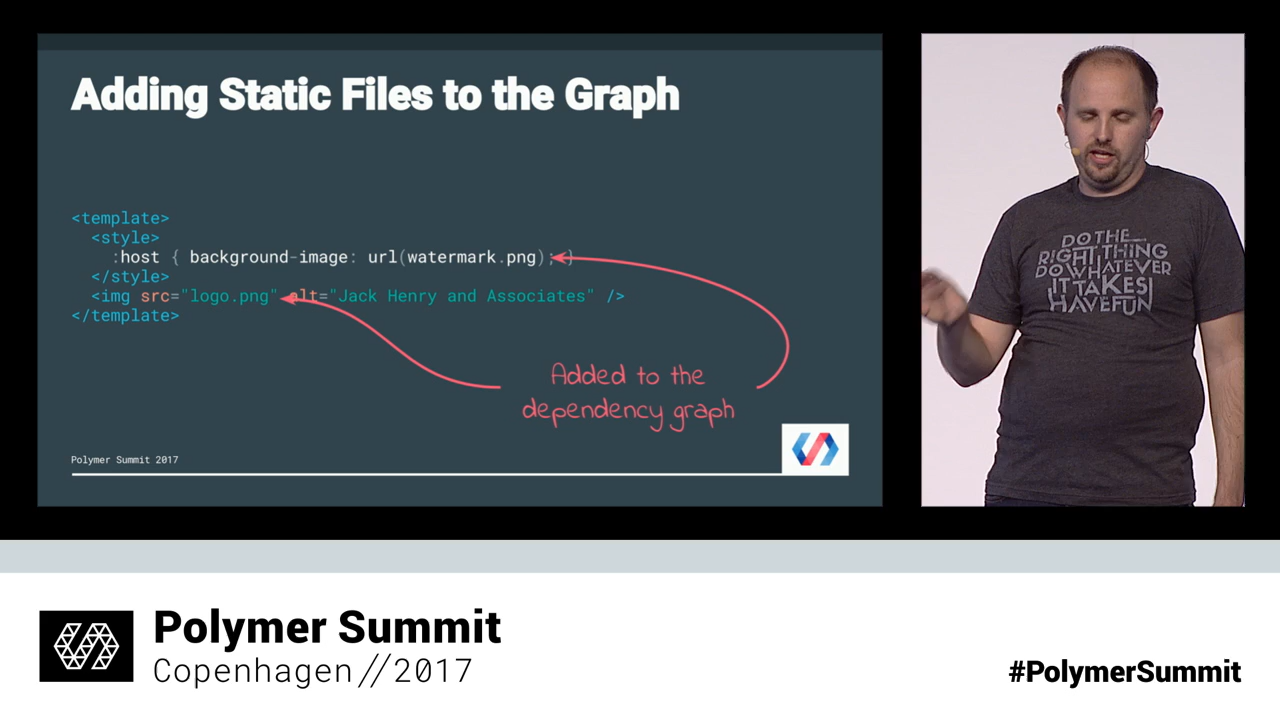 Adding Static Files to the Graph
<template>
<style>
:host { background-image: url(watermark.png); }
</style>
<img src="logo.png" alt="Jack Henry and Associates" />
</template>
Added to the
dependency graph
Polymer Summit 2017
DO THE
RIGHT THING
DO WHATEVER
IT TAKES
HAVE FUN
Polymer Summit
Copenhagen//2017
#PolymerSummit